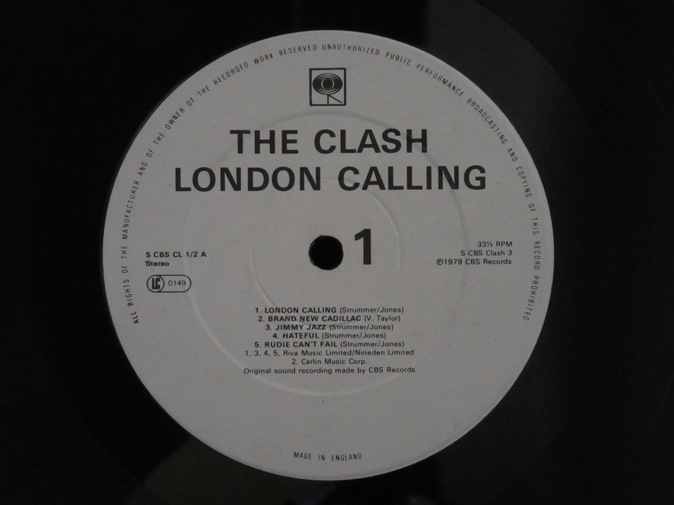 ALL RIGHTS OF THE MANUFACTURER AND OF THE OWNER OF THE RECORDED WORK RESERVED UNAUTHORIZED PUBLIC PERFORMANCE BROADCASTING AND COPYING OF THIS RECORD PROHIBITED
THE CLASH
LONDON CALLING
1
S CBS CL 1/2 A
Stereo
LC 0149
33⅓ RPM
S CBS Clash 3
℗1979 CBS Records
1. LONDON CALLING (Strummer/Jones)
2. BRAND NEW CADILLAC (V. Taylor)
3. JIMMY JAZZ (Strummer/Jones)
4. HATEFUL (Strummer/Jones)
5. RUDIE CAN'T FAIL (Strummer/Jones)
1, 3, 4, 5, Riva Music Limited/Nineden Limited
2, Carlin Music Corp.
Original sound recording made by CBS Records
MADE IN ENGLAND